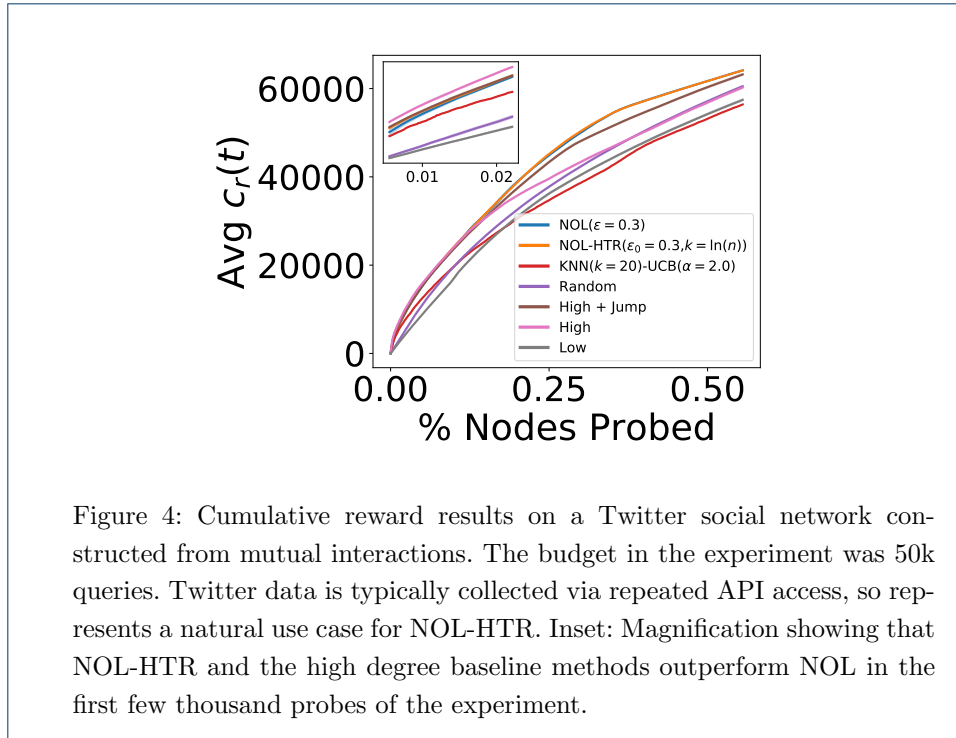 60000
40000
20000
0
Avg c_r(t)
0.01 0.02
NOL(ε = 0.3)
NOL-HTR(ε₀ = 0.3,k = ln(n))
KNN(k = 20)-UCB(α = 2.0)
Random
High + Jump
High
Low
0.00 0.25 0.50
% Nodes Probed
Figure 4: Cumulative reward results on a Twitter social network con-
structed from mutual interactions. The budget in the experiment was 50k
queries. Twitter data is typically collected via repeated API access, so rep-
resents a natural use case for NOL-HTR. Inset: Magnification showing that
NOL-HTR and the high degree baseline methods outperform NOL in the
first few thousand probes of the experiment.